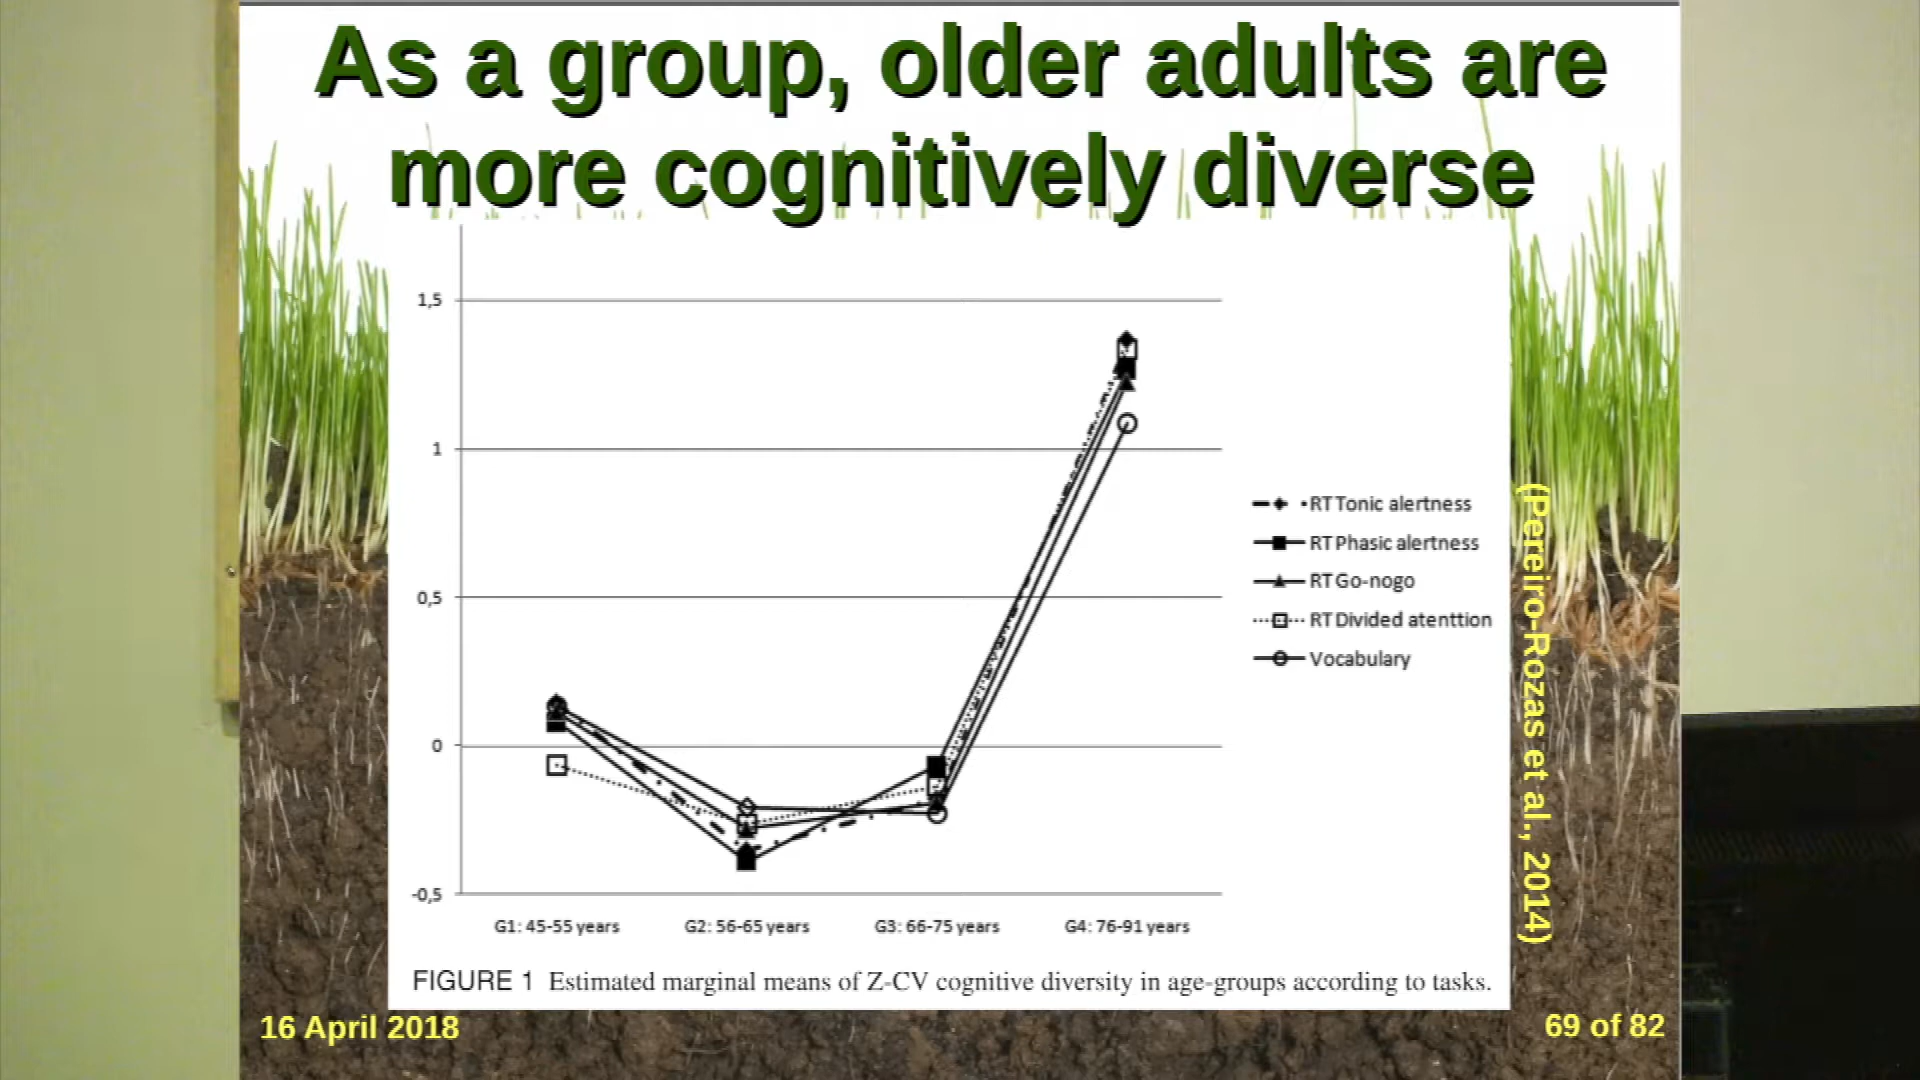 As a group, older adults are
more cognitively diverse
1,5
1
0,5
0
-0,5
RT Tonic alertness
RT Phasic alertness
RT Go-nogo
RT Divided atenttion
Vocabulary
G1: 45-55 years
G2: 56-65 years
G3: 66-75 years
G4: 76-91 years
FIGURE 1 Estimated marginal means of Z-CV cognitive diversity in age-groups according to tasks.
(Pereiro-Rozas et al., 2014)
16 April 2018
69 of 82